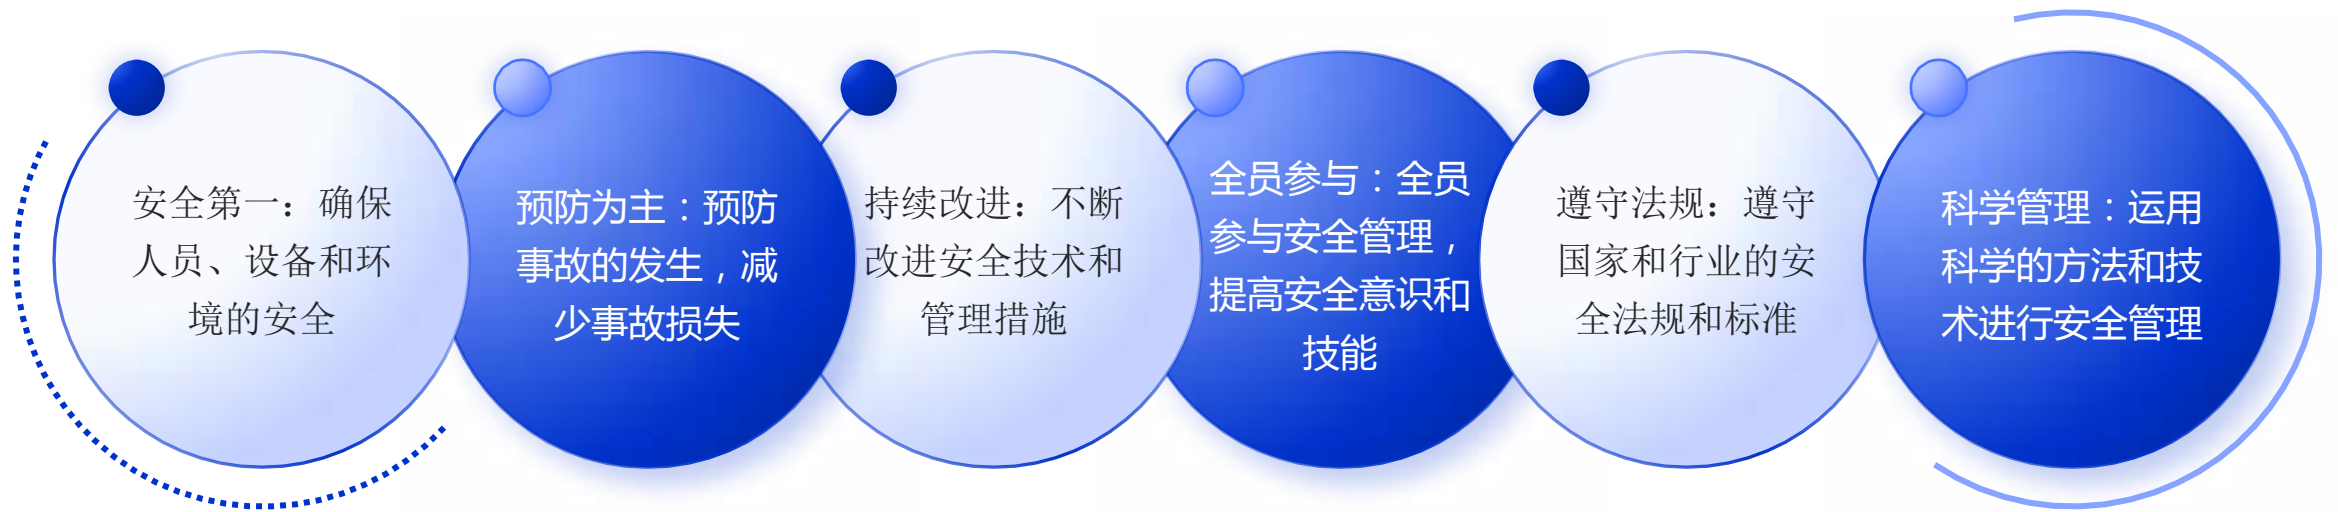 安全第一：确保
人员、设备和环
境的安全
预防为主：预防
事故的发生，减
少事故损失
持续改进：不断
改进安全技术和
管理措施
全员参与：全员
参与安全管理，
提高安全意识和
技能
遵守法规：遵守
国家和行业的安
全法规和标准
科学管理：运用
科学的方法和技
术进行安全管理